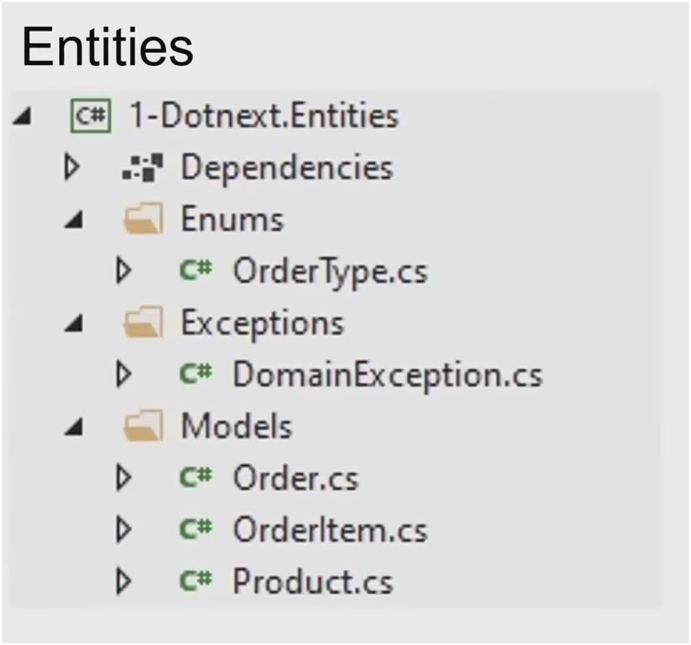 Entities
C# 1-Dotnext.Entities
Dependencies
Enums
C# OrderType.cs
Exceptions
C# DomainException.cs
Models
C# Order.cs
C# OrderItem.cs
C# Product.cs